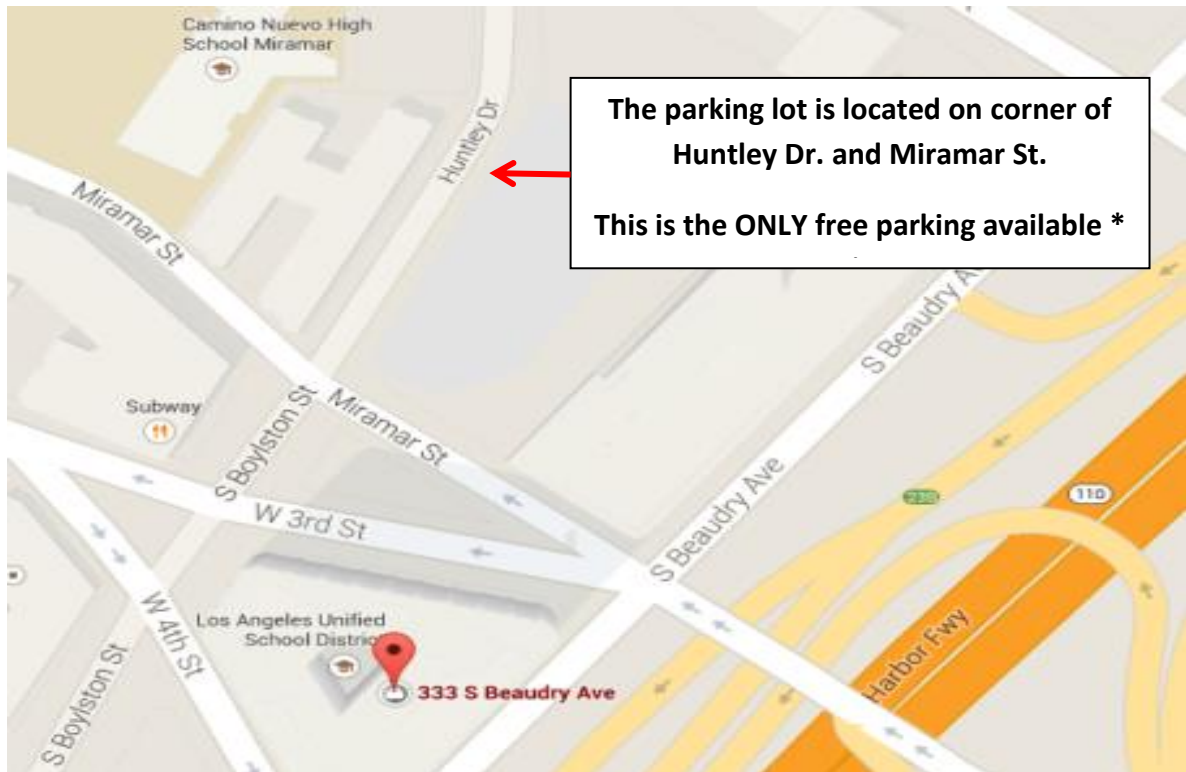 Camino Nuevo High
School Miramar
The parking lot is located on corner of
Huntley Dr. and Miramar St.
This is the ONLY free parking available *
Huntley Dr
Miramar St
S Beaudry Av
Subway
S Boylston St
Miramar St
W 3rd St
S Beaudry Ave
110
Harbor Fwy
W 4th St
Los Angeles Unified
School District
333 S Beaudry Ave
S Boylston St